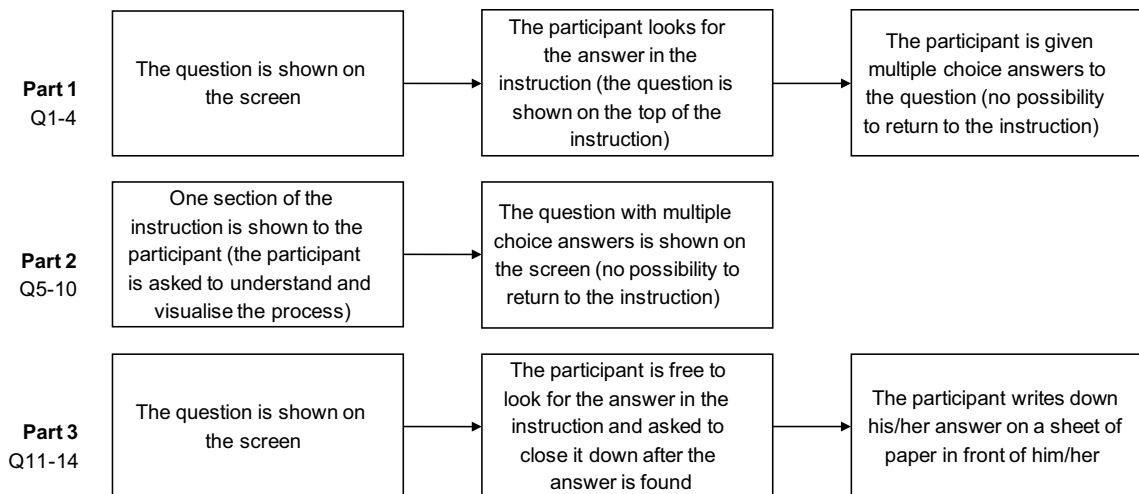 Part 1
Q1-4
The question is shown on
the screen
The participant looks for
the answer in the
instruction (the question is
shown on the top of the
instruction)
The participant is given
multiple choice answers to
the question (no possibility
to return to the instruction)
Part 2
Q5-10
One section of the
instruction is shown to the
participant (the participant
is asked to understand and
visualise the process)
The question with multiple
choice answers is shown on
the screen (no possibility to
return to the instruction)
Part 3
Q11-14
The question is shown on
the screen
The participant is free to
look for the answer in the
instruction and asked to
close it down after the
answer is found
The participant writes down
his/her answer on a sheet of
paper in front of him/her